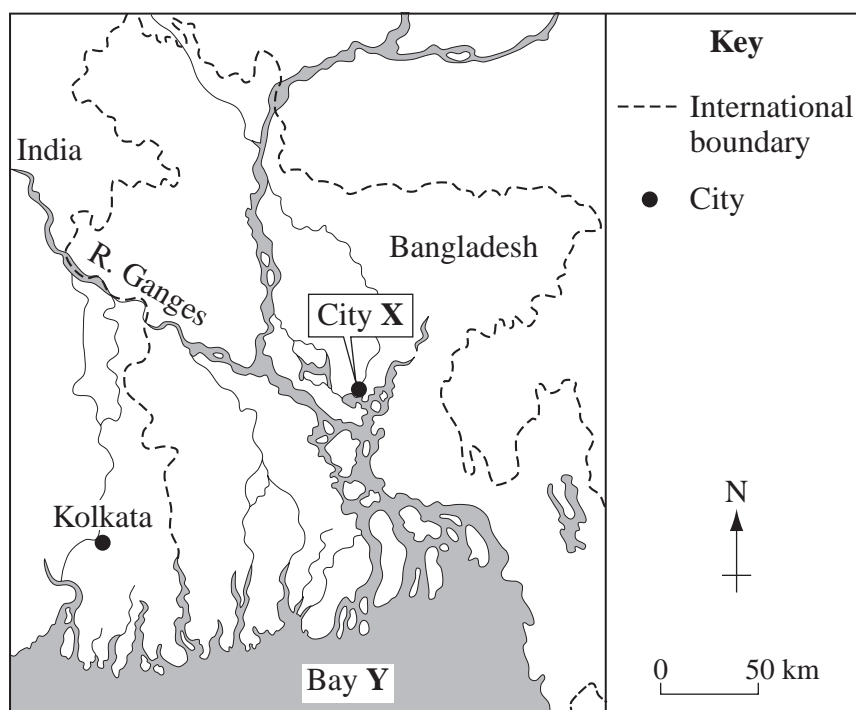 Key
International
boundary
City
India
R. Ganges
Bangladesh
City X
Kolkata
N
0 50 km
Bay Y